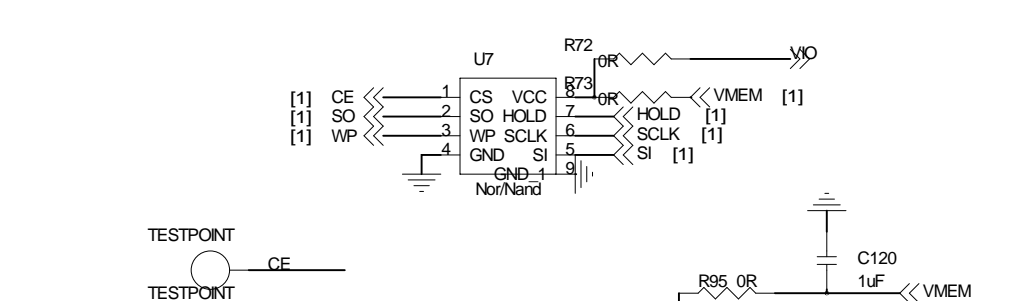 R72
U7
0R
VIO
R73
[1] CE 1 CS VCC 8 0R VMEM [1]
[1] SO 2 SO HOLD 7 HOLD [1]
[1] WP 3 WP SCLK 6 SCLK [1]
4 GND SI 5 SI [1]
GND_1 9
Nor/Nand
TESTPOINT
CE
C120
TESTPOINT
R95 0R
1uF
VMEM